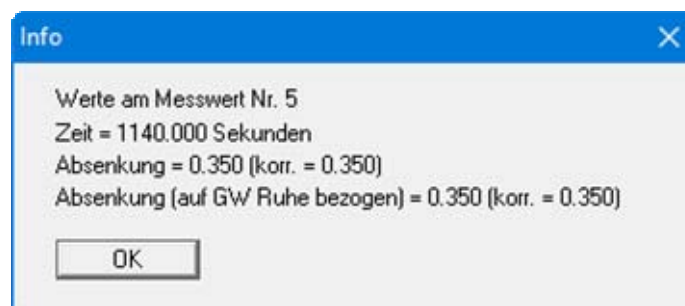 Info
Werte am Messwert Nr. 5
Zeit = 1140.000 Sekunden
Absenkung = 0.350 (korr. = 0.350)
Absenkung (auf GW Ruhe bezogen) = 0.350 (korr. = 0.350)
OK